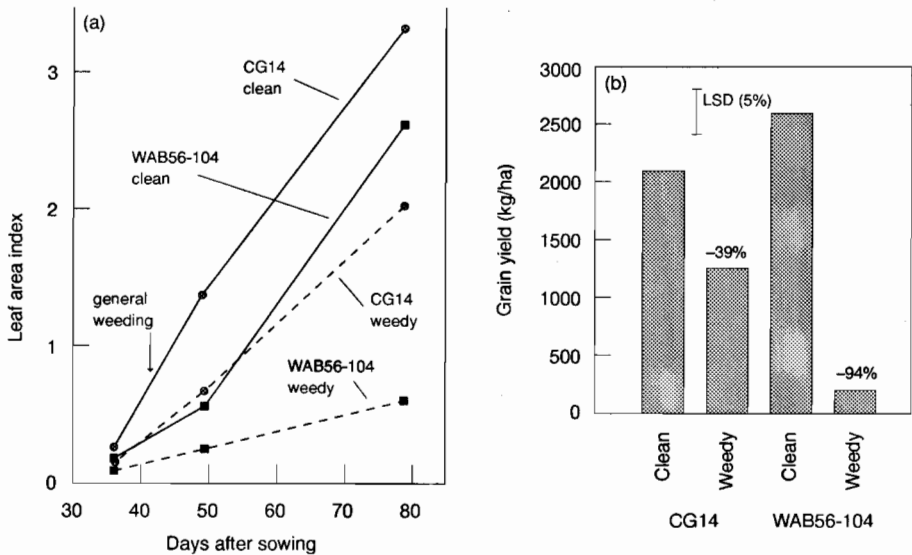 (a)
3
2
1
0
Leaf area index
30 40 50 60 70 80
Days after sowing
CG14
clean
WAB56-104
clean
general
weeding
CG14
weedy
WAB56-104
weedy
(b)
3000
2500
2000
1500
1000
500
0
Grain yield (kg/ha)
LSD (5%)
–39%
–94%
Clean
Weedy
Clean
Weedy
CG14 WAB56-104